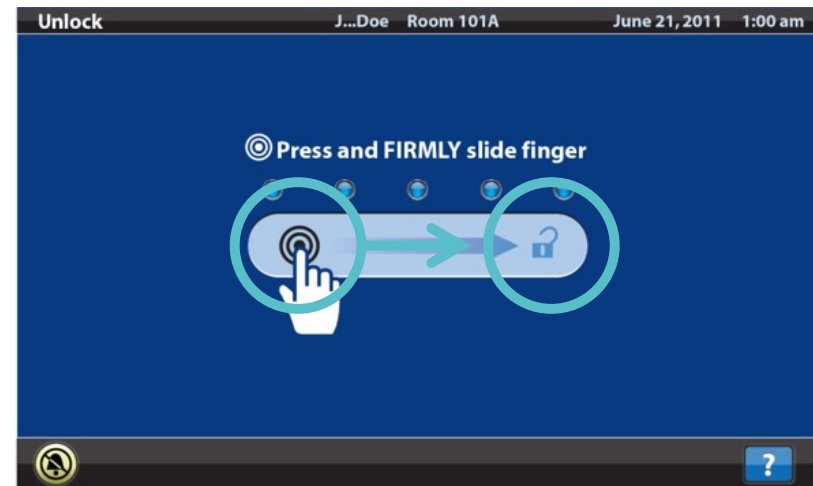 Unlock J...Doe Room 101A June 21, 2011 1:00 am
Press and FIRMLY slide finger
?